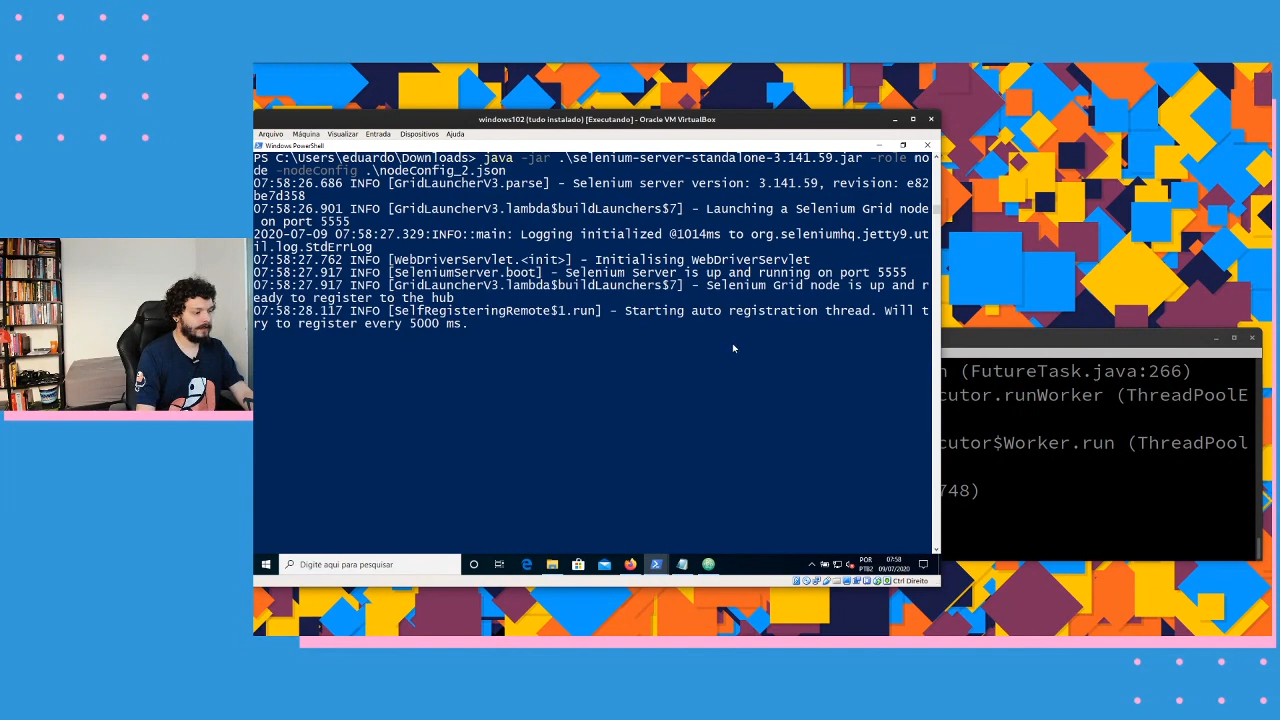 windows102 (tudo instalado) [Executando] - Oracle VM VirtualBox
Arquivo Máquina Visualizar Entrada Dispositivos Ajuda
Windows PowerShell
PS C:\Users\eduardo\Downloads> java -jar .\selenium-server-standalone-3.141.59.jar -role no
de -nodeConfig .\nodeConfig_2.json
07:58:26.686 INFO [GridLauncherV3.parse] - Selenium server version: 3.141.59, revision: e82
be7d358
07:58:26.901 INFO [GridLauncherV3.lambda$buildLaunchers$7] - Launching a Selenium Grid node
on port 5555
2020-07-09 07:58:27.329:INFO::main: Logging initialized @1014ms to org.seleniumhq.jetty9.ut
il.log.StdErrLog
07:58:27.762 INFO [WebDriverServlet.<init>] - Initialising WebDriverServlet
07:58:27.917 INFO [SeleniumServer.boot] - Selenium Server is up and running on port 5555
07:58:27.917 INFO [GridLauncherV3.lambda$buildLaunchers$7] - Selenium Grid node is up and r
eady to register to the hub
07:58:28.117 INFO [SelfRegisteringRemote$1.run] - Starting auto registration thread. Will t
ry to register every 5000 ms.
n (FutureTask.java:266)
cutor.runWorker (ThreadPoolE
cutor$Worker.run (ThreadPool
748)
Digite aqui para pesquisar
POR
PTB2
07:58
09/07/2020
Ctrl Direito